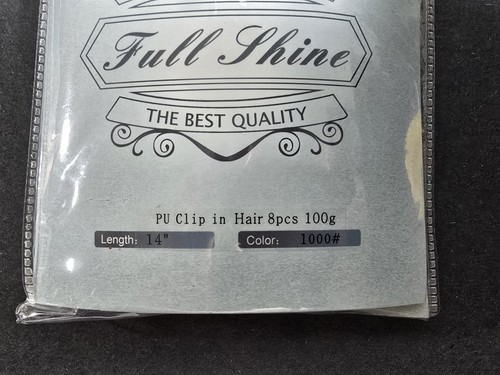 Full Shine
THE BEST QUALITY
PU Clip in Hair 8pcs 100g
Length: 14" Color: 1000#